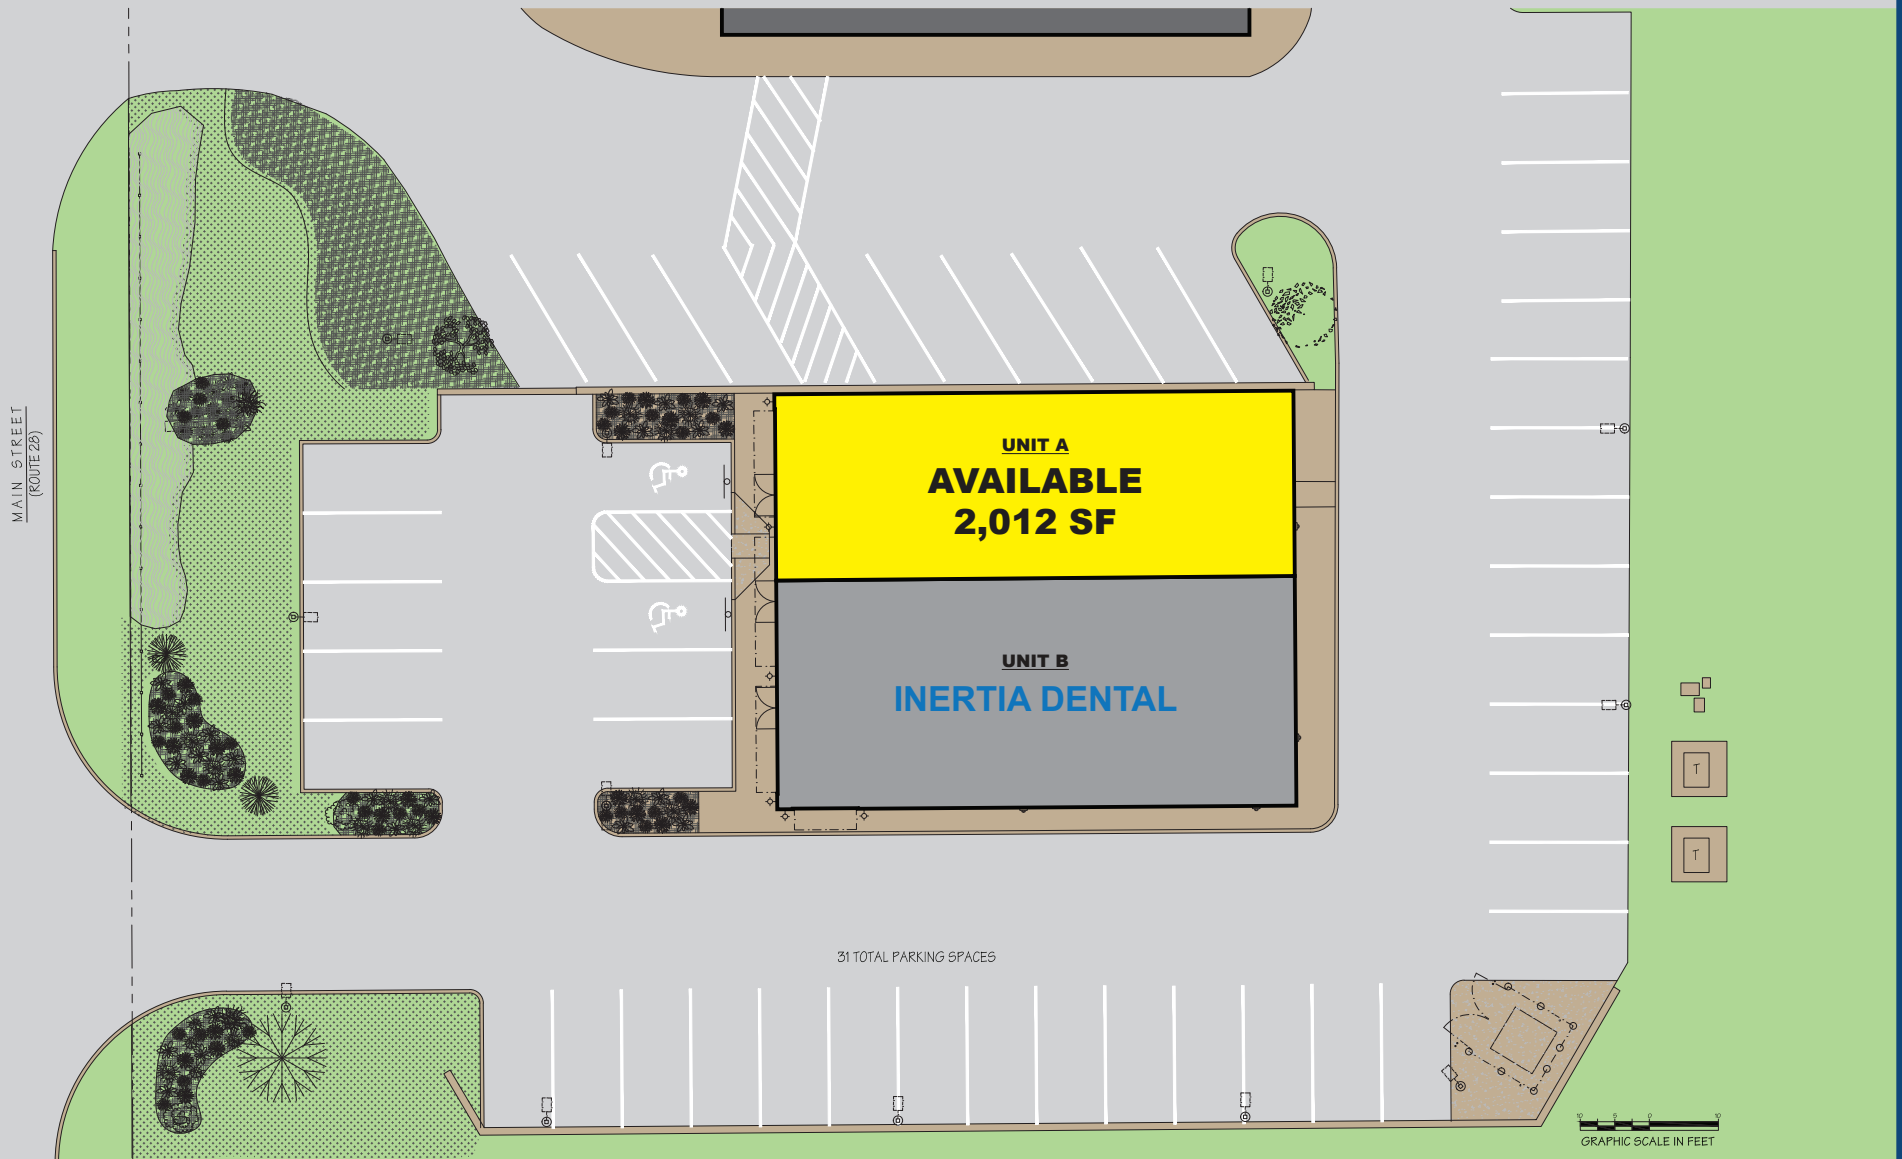 MAIN STREET
(ROUTE 28)
UNIT A
AVAILABLE
2,012 SF
UNIT B
INERTIA DENTAL
T
T
31 TOTAL PARKING SPACES
GRAPHIC SCALE IN FEET